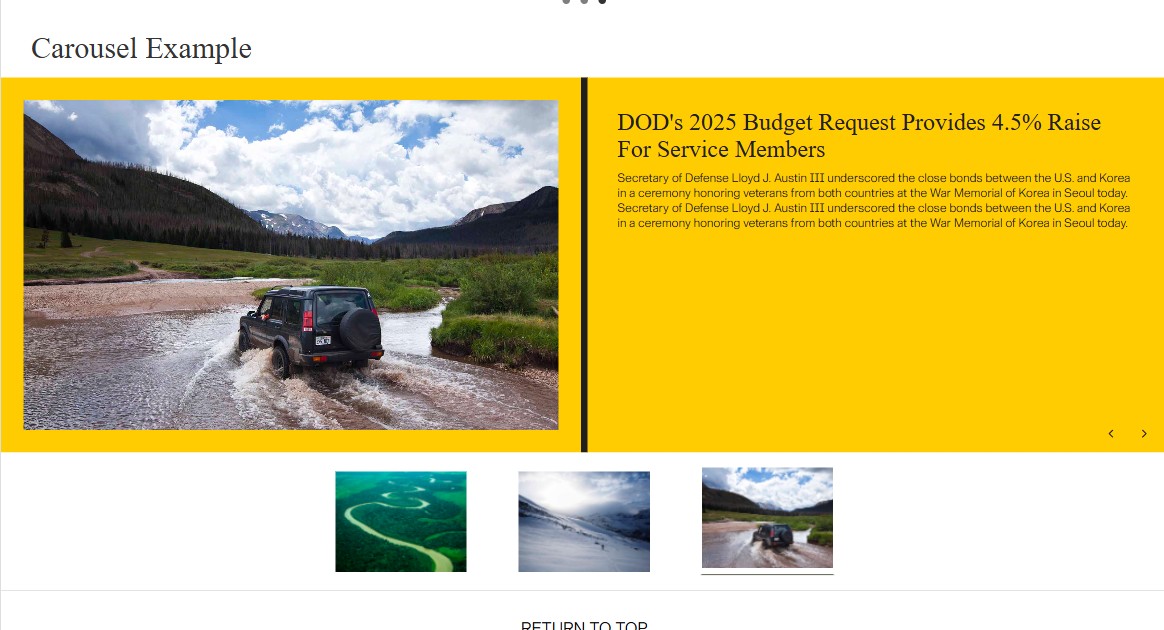 Carousel Example
DOD's 2025 Budget Request Provides 4.5% Raise
For Service Members
Secretary of Defense Lloyd J. Austin III underscored the close bonds between the U.S. and Korea
in a ceremony honoring veterans from both countries at the War Memorial of Korea in Seoul today.
Secretary of Defense Lloyd J. Austin III underscored the close bonds between the U.S. and Korea
in a ceremony honoring veterans from both countries at the War Memorial of Korea in Seoul today.
RETURN TO TOP